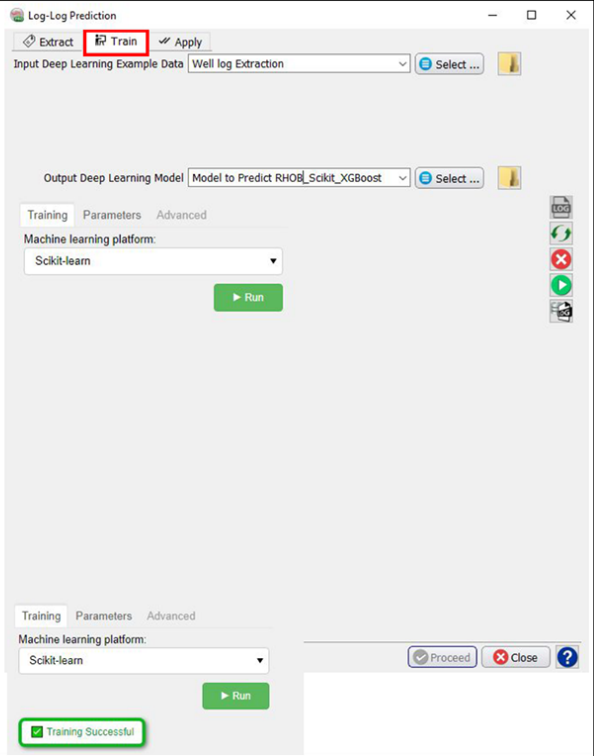 Log-Log Prediction
Extract Train Apply
Input Deep Learning Example Data Well log Extraction Select ...
Output Deep Learning Model Model to Predict RHOB_Scikit_XGBoost Select ...
Training Parameters Advanced
LOG
Machine learning platform:
Scikit-learn
Run
Training Parameters Advanced
Machine learning platform:
Scikit-learn
Proceed Close ?
Run
Training Successful